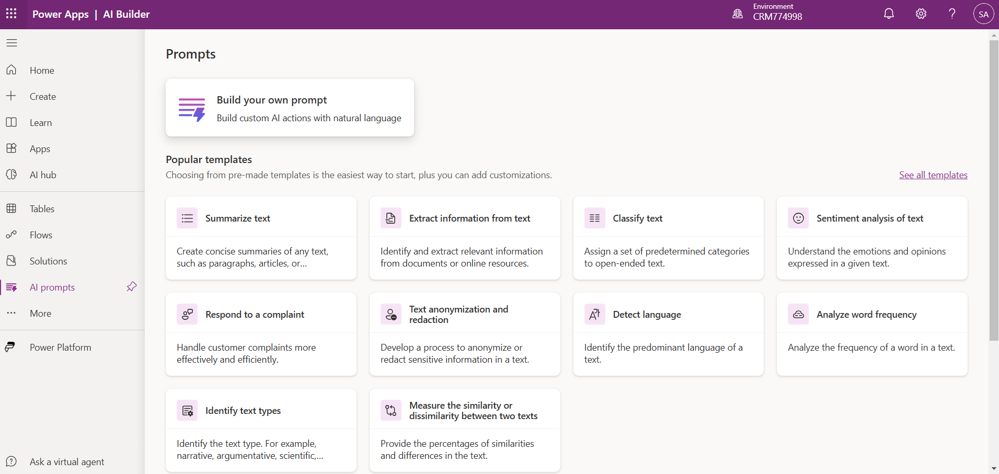 Power Apps | AI Builder
Environment
CRM774998
SA
Home
Create
Learn
Apps
AI hub
Tables
Flows
Solutions
AI prompts
More
Power Platform
Ask a virtual agent
Prompts
Build your own prompt
Build custom AI actions with natural language
Popular templates
Choosing from pre-made templates is the easiest way to start, plus you can add customizations.
See all templates
Summarize text
Create concise summaries of any text,
such as paragraphs, articles, or...
Extract information from text
Identify and extract relevant information
from documents or online resources.
Classify text
Assign a set of predetermined categories
to open-ended text.
Sentiment analysis of text
Understand the emotions and opinions
expressed in a given text.
Respond to a complaint
Handle customer complaints more
effectively and efficiently.
Text anonymization and
redaction
Develop a process to anonymize or
redact sensitive information in a text.
Detect language
Identify the predominant language of a
text.
Analyze word frequency
Analyze the frequency of a word in a text.
Identify text types
Identify the text type. For example,
narrative, argumentative, scientific,...
Measure the similarity or
dissimilarity between two texts
Provide the percentages of similarities
and differences in the text.